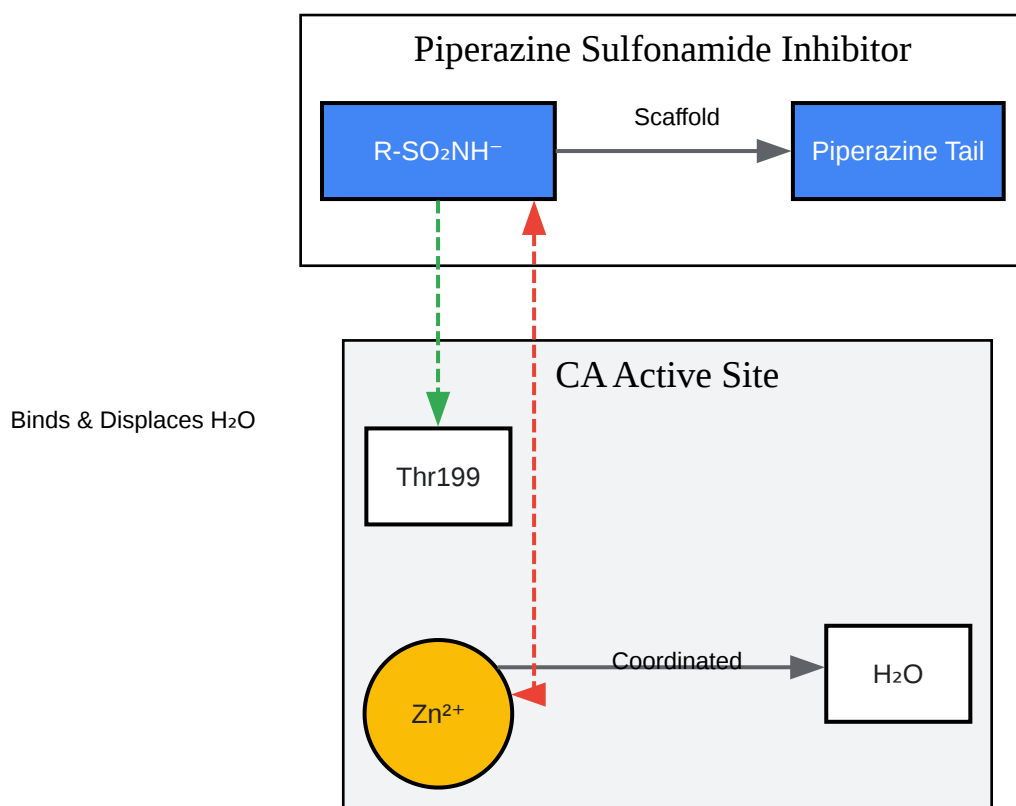 Piperazine Sulfonamide Inhibitor
Scaffold
R-SO₂NH⁻
Piperazine Tail
CA Active Site
Binds & Displaces H₂O
Thr199
Coordinated
H₂O
Zn²⁺